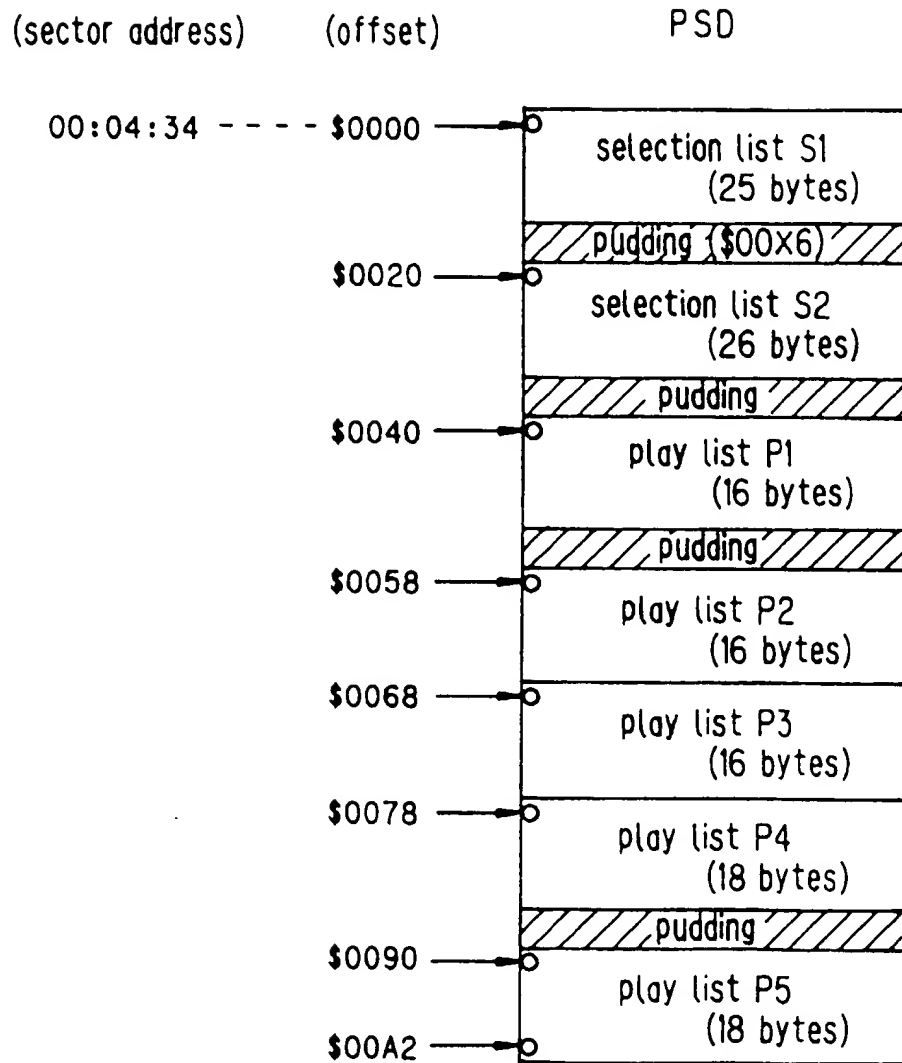 (sector address) (offset) PSD
00:04:34 - - - - $0000
selection list S1
(25 bytes)
pudding ($00X6)
$0020
selection list S2
(26 bytes)
pudding
$0040
play list P1
(16 bytes)
pudding
$0058
play list P2
(16 bytes)
$0068
play list P3
(16 bytes)
$0078
play list P4
(18 bytes)
pudding
$0090
play list P5
(18 bytes)
$00A2